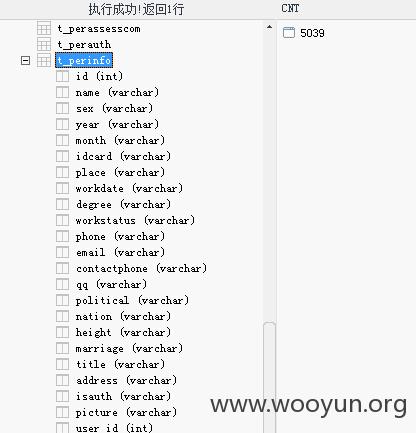 执行成功!返回1行
CNT
t_perassesscom
t_perauth
t_perinfo
5039
id (int)
name (varchar)
sex (varchar)
year (varchar)
month (varchar)
idcard (varchar)
place (varchar)
workdate (varchar)
degree (varchar)
workstatus (varchar)
phone (varchar)
email (varchar)
contactphone (varchar)
qq (varchar)
political (varchar)
nation (varchar)
height (varchar)
marriage (varchar)
title (varchar)
address (varchar)
isauth (varchar)
picture (varchar)
user_id (int)
www.wooyun.org